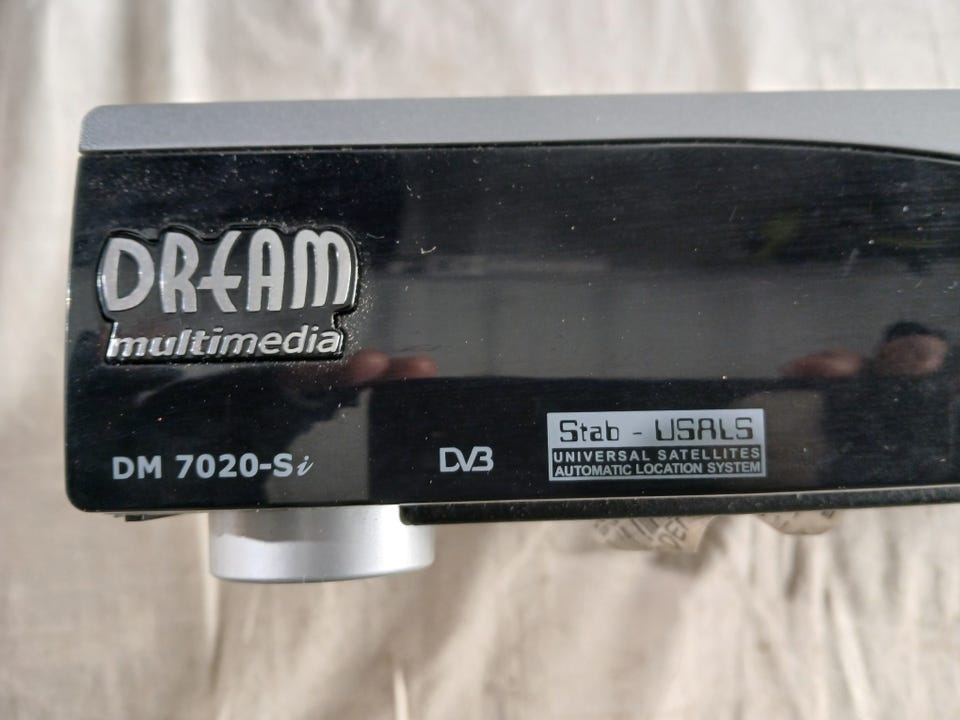 DREAM
multimedia
DM 7020-Si
DVB
Stab - USALS
UNIVERSAL SATELLITES
AUTOMATIC LOCATION SYSTEM